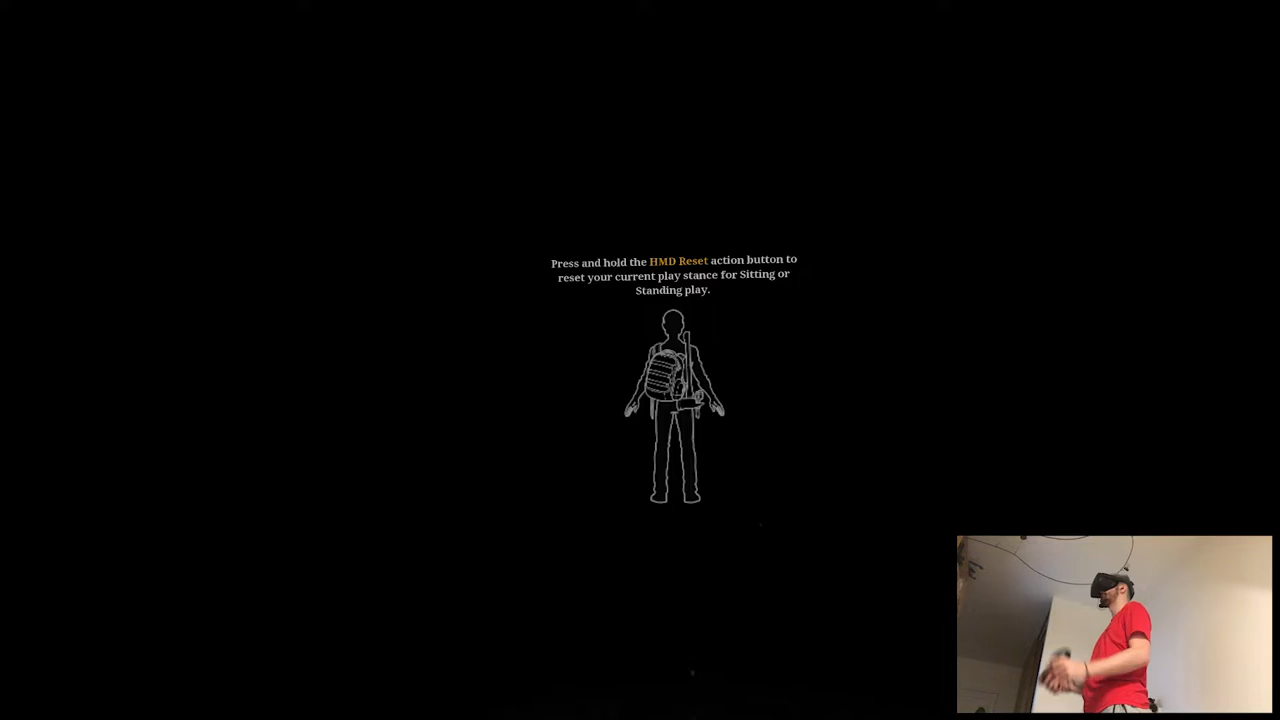 Press and hold the HMD Reset action button to
reset your current play stance for Sitting or
Standing play.